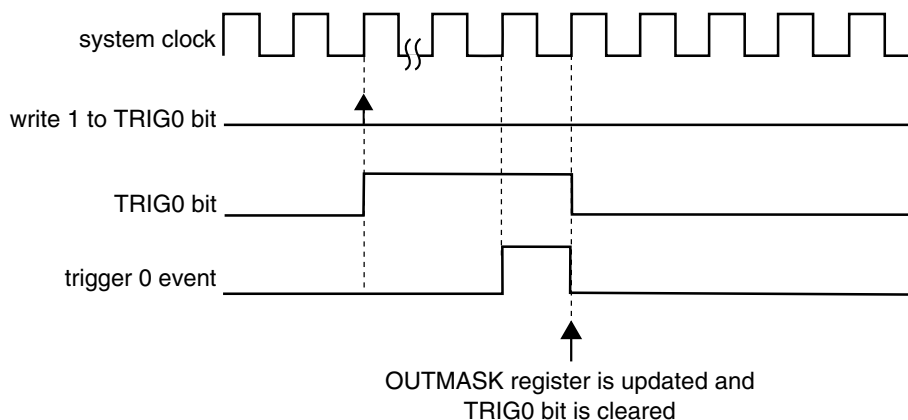 system clock
write 1 to TRIG0 bit
TRIG0 bit
trigger 0 event
OUTMASK register is updated and
TRIG0 bit is cleared